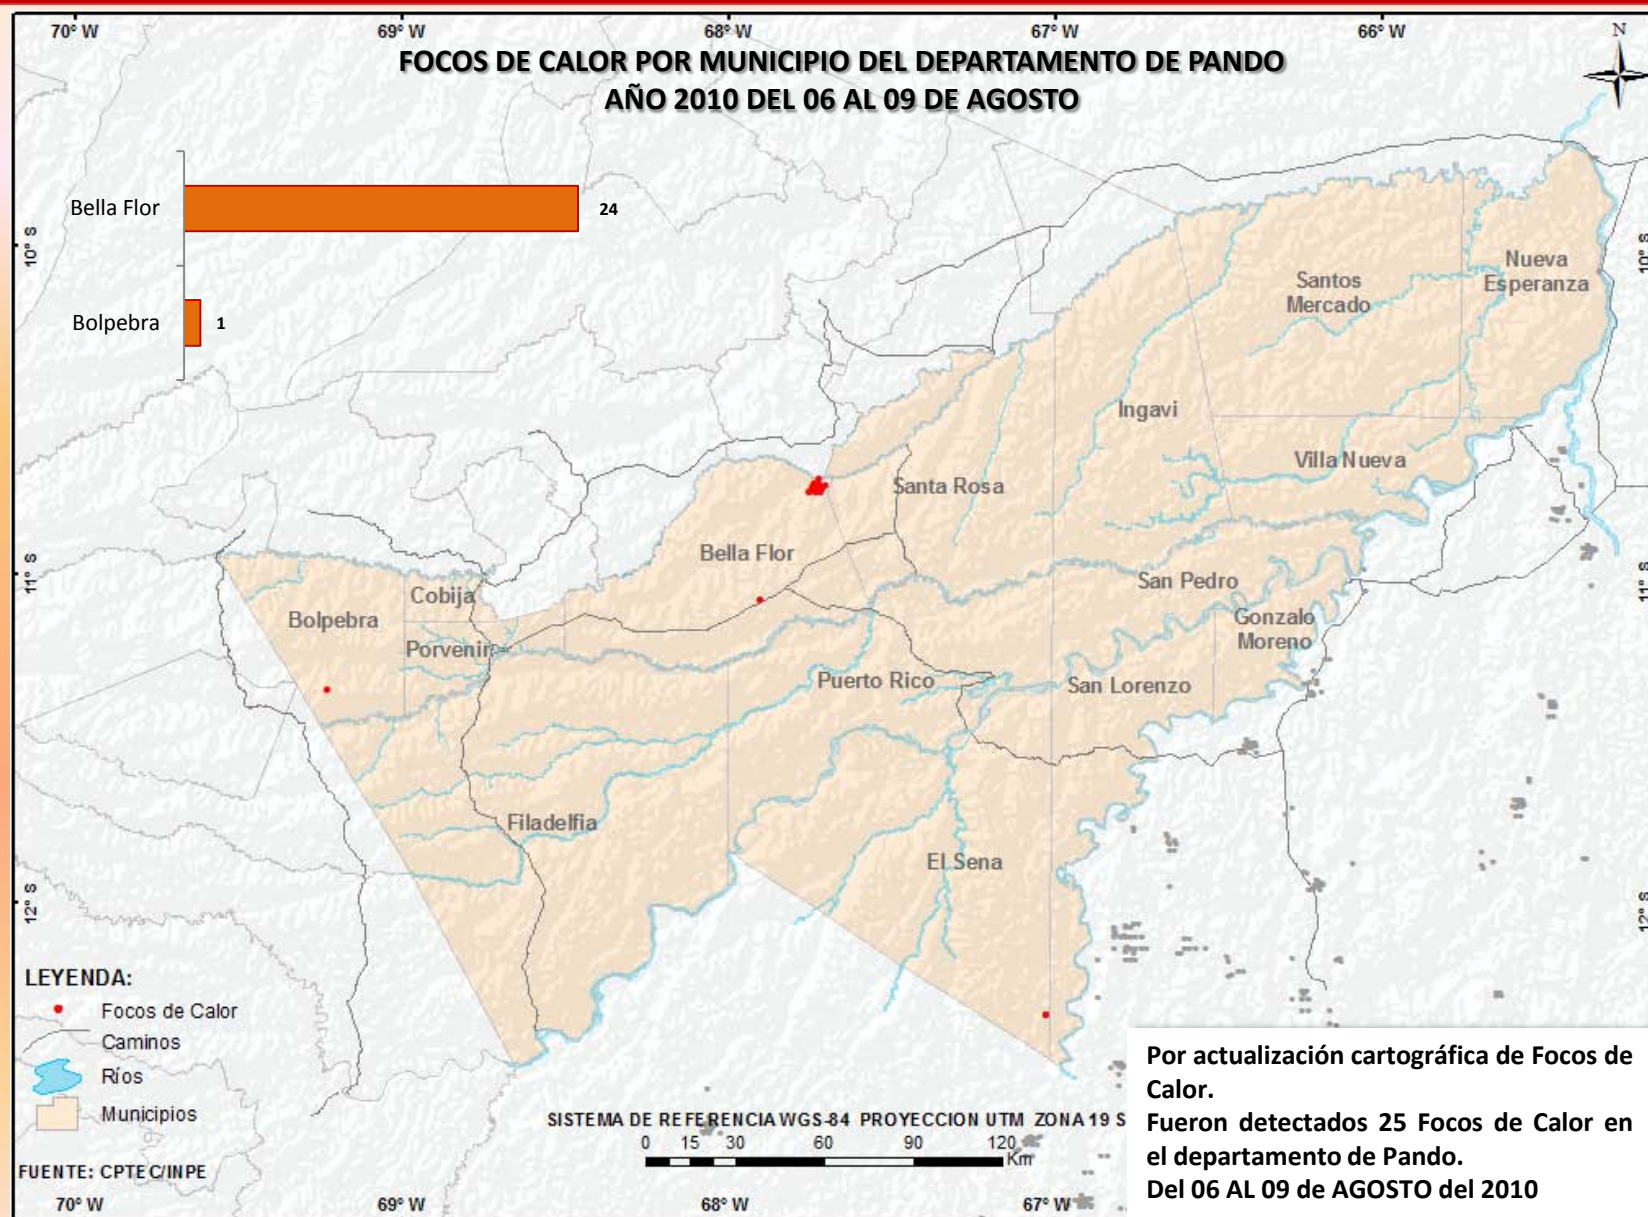 70° W 69° W 68° W 67° W 66° W
N
FOCOS DE CALOR POR MUNICIPIO DEL DEPARTAMENTO DE PANDO
AÑO 2010 DEL 06 AL 09 DE AGOSTO
Bella Flor 24
Bolpebra 1
10° S 10° S
Nueva
Esperanza
Santos
Mercado
Ingavi
Villa Nueva
Santa Rosa
Bella Flor
11° S 11° S
San Pedro
Cobija
Bolpebra
Gonzalo
Moreno
Porvenir
Puerto Rico
San Lorenzo
Filadelfia
El Sena
12° S 12° S
LEYENDA:
Focos de Calor
Caminos
Ríos
Municipios
FUENTE: CPTEC/INPE
SISTEMA DE REFERENCIA WGS-84 PROYECCION UTM ZONA 19 S
0 15 30 60 90 120
Km
70° W 69° W 68° W 67° W
Por actualización cartográfica de Focos de
Calor.
Fueron detectados 25 Focos de Calor en
el departamento de Pando.
Del 06 AL 09 de AGOSTO del 2010